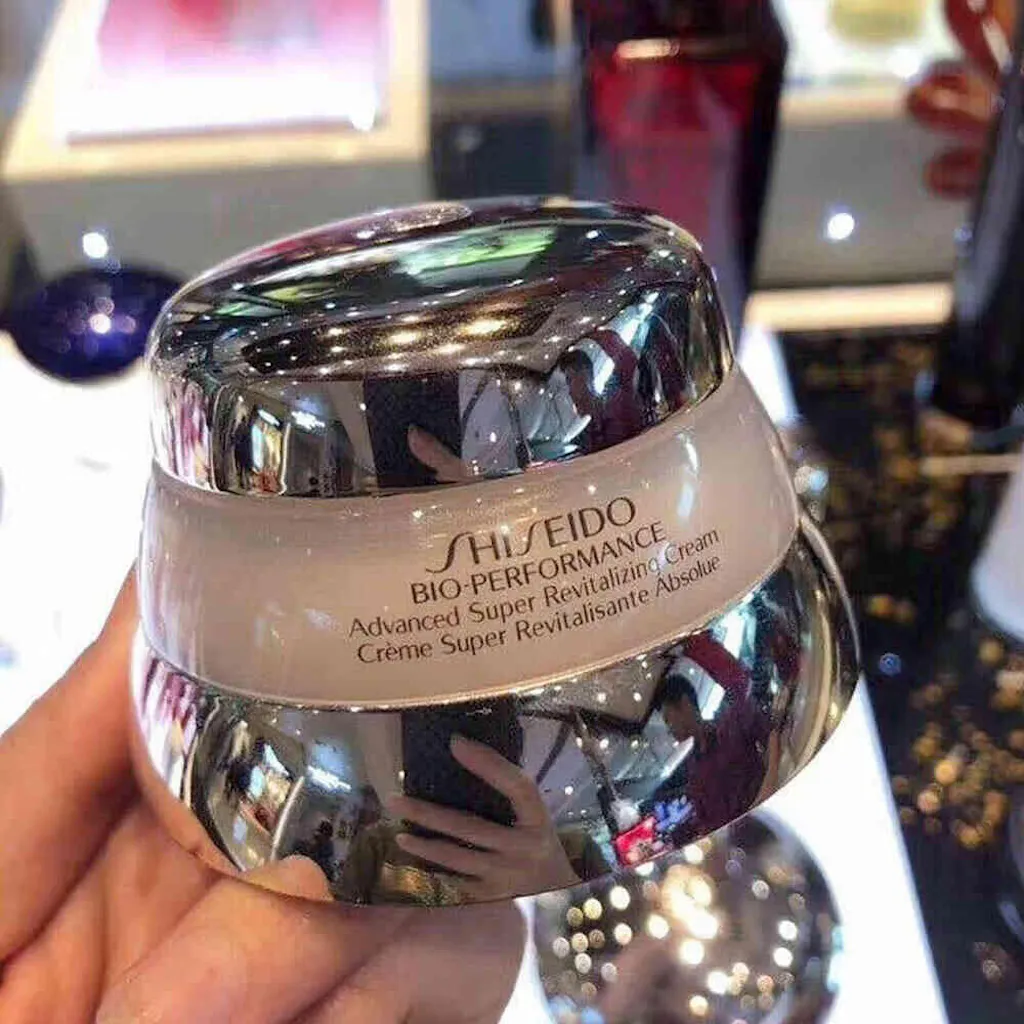 SHISEIDO
BIO-PERFORMANCE
Advanced Super Revitalizing Cream
Crème Super Revitalisante Absolue